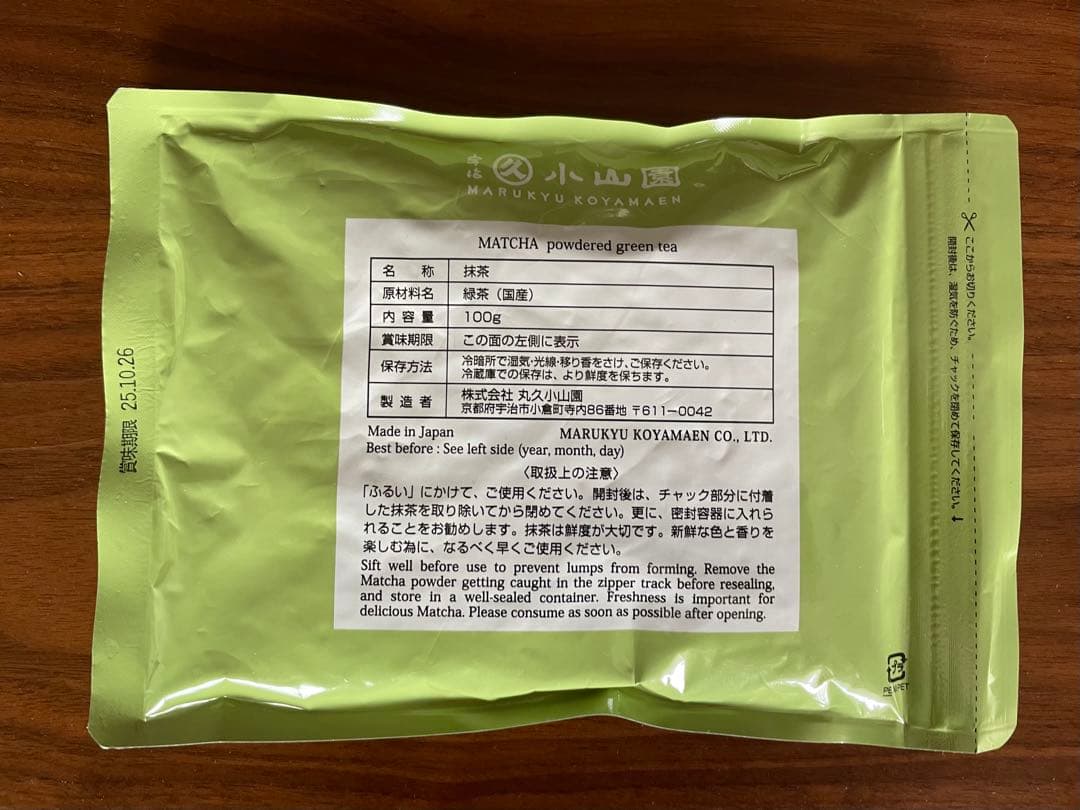 宇治 久 小山園
MARUKYU KOYAMAEN
MATCHA powdered green tea
名 称 抹茶
原材料名 緑茶（国産）
内容量 100g
賞味期限 この面の左側に表示
保存方法 冷暗所で湿気・光線・移り香をさけ、ご保存ください。
冷蔵庫での保存は、より鮮度を保ちます。
製造者 株式会社 丸久小山園
京都府宇治市小倉町寺内86番地 〒611-0042
Made in Japan MARUKYU KOYAMAEN CO., LTD.
Best before : See left side (year, month, day)
〈取扱上の注意〉
「ふるい」にかけて、ご使用ください。開封後は、チャック部分に付着
した抹茶を取り除いてから閉めてください。更に、密封容器に入れら
れることをお勧めします。抹茶は鮮度が大切です。新鮮な色と香りを
楽しむ為に、なるべく早くご使用ください。
Sift well before use to prevent lumps from forming. Remove the
Matcha powder getting caught in the zipper track before resealing,
and store in a well-sealed container. Freshness is important for
delicious Matcha. Please consume as soon as possible after opening.
賞味期限 25.10.26
ここからお切りください。
開封後は、湿気を防ぐため、チャックを閉めて保存してください。
プラ